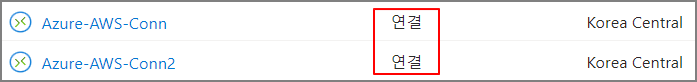 Azure-AWS-Conn 연결 Korea Central
Azure-AWS-Conn2 연결 Korea Central